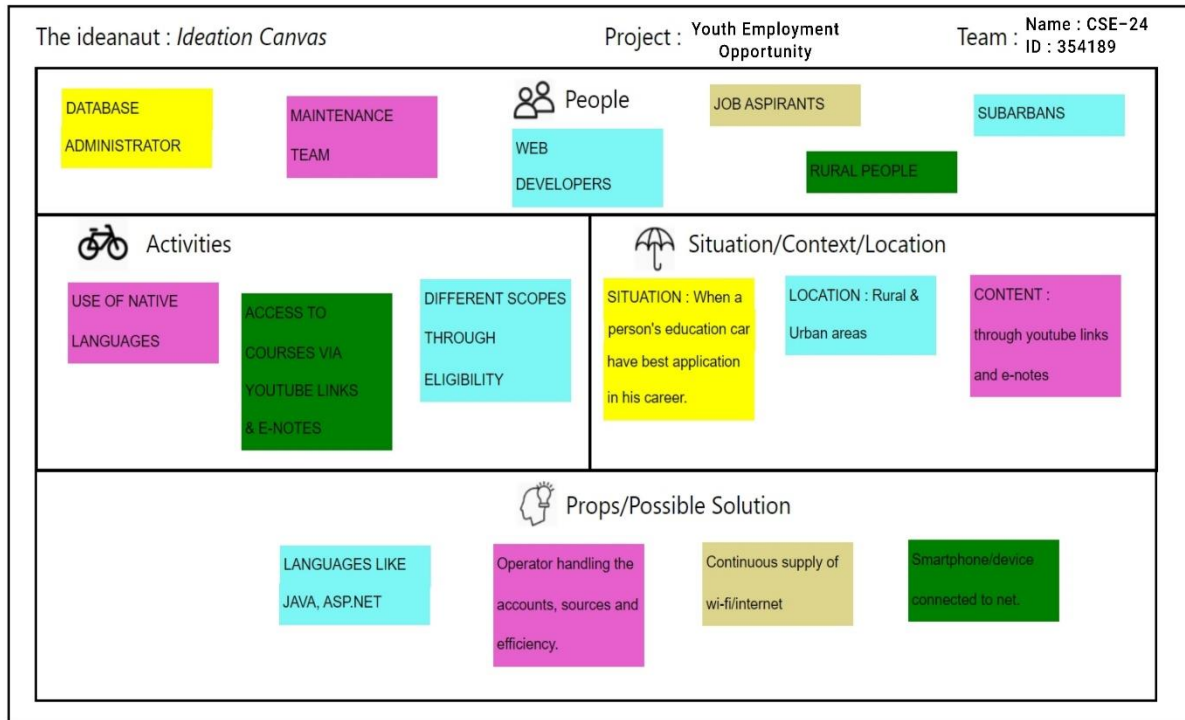 The ideanaut : Ideation Canvas
Project : Youth Employment
Opportunity
Team : Name : CSE-24
ID : 354189
People
DATABASE
ADMINISTRATOR
MAINTENANCE
TEAM
WEB
DEVELOPERS
JOB ASPIRANTS
RURAL PEOPLE
SUBARBANS
Activities
USE OF NATIVE
LANGUAGES
ACCESS TO
COURSES VIA
YOUTUBE LINKS
& E-NOTES
DIFFERENT SCOPES
THROUGH
ELIGIBILITY
Situation/Context/Location
SITUATION : When a
person's education car
have best application
in his career.
LOCATION : Rural &
Urban areas
CONTENT :
through youtube links
and e-notes
Props/Possible Solution
LANGUAGES LIKE
JAVA, ASP.NET
Operator handling the
accounts, sources and
efficiency.
Continuous supply of
wi-fi/internet
Smartphone/device
connected to net.